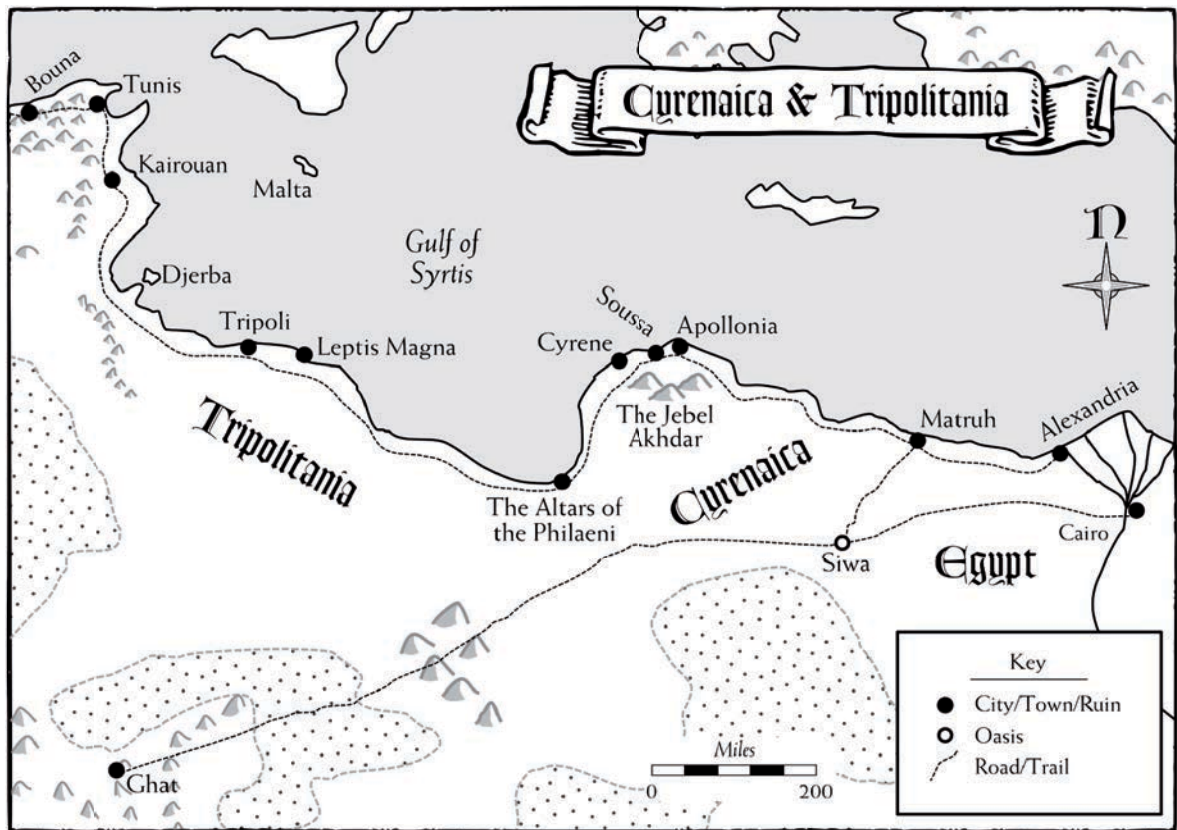 Cyrenaica & Tripolitania
Bouna
Tunis
Kairouan
Malta
N
Gulf of
Syrtis
Djerba
Tripoli
Leptis Magna
Cyrene
Soussa
Apollonia
The Jebel
Akhdar
Matruh
Alexandria
Tripolitania
Cyrenaica
The Altars of
the Philaeni
Siwa
Cairo
Egypt
Ghat
Key
City/Town/Ruin
Oasis
Road/Trail
Miles
0
200